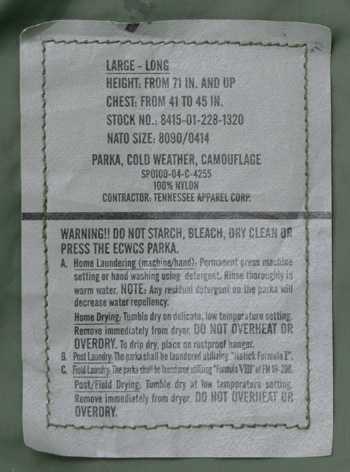 LARGE - LONG
HEIGHT: FROM 71 IN. AND UP
CHEST: FROM 41 TO 45 IN.
STOCK NO.: 8415-01-228-1320
NATO SIZE: 8090/0414
PARKA, COLD WEATHER, CAMOUFLAGE
SPO100-04-C-4255
100% NYLON
CONTRACTOR: TENNESSEE APPAREL CORP.
WARNING!! DO NOT STARCH, BLEACH, DRY CLEAN OR
PRESS THE ECWCS PARKA.
A. Home Laundering (machine/hand): Permanent press machine
setting or hand washing using detergent. Rinse thoroughly in
warm water. NOTE: Any residual detergent on the parka will
decrease water repellency.
Home Drying: Tumble dry on delicate, low temperature setting.
Remove immediately from dryer. DO NOT OVERHEAT OR
OVERDRY. To drip dry, place on rustproof hanger.
B. Post Laundry: The parka shall be laundered utilizing "Natick Formula I".
C. Field Laundry: The parka shall be laundered utilizing "Formula VIII" of FM 10-280.
Post/Field Drying: Tumble dry at low temperature setting.
Remove immediately from dryer. DO NOT OVERHEAT OR
OVERDRY.